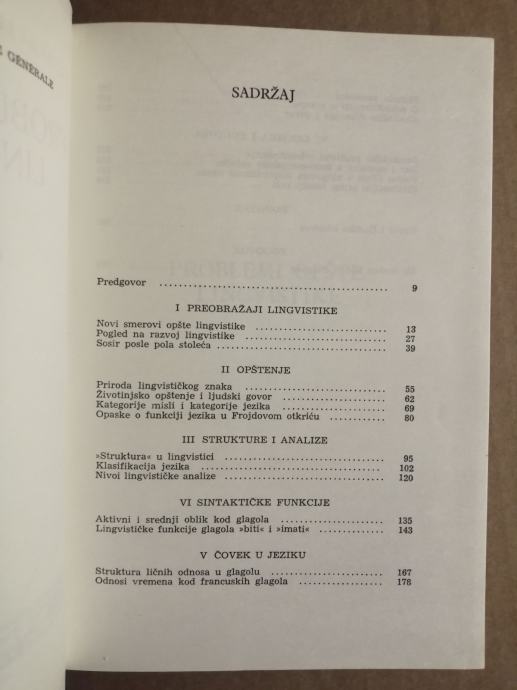 E GENERALE
SADRŽAJ
Predgovor 9
I PREOBRAŽAJI LINGVISTIKE
Novi smerovi opšte lingvistike 13
Pogled na razvoj lingvistike 27
Sosir posle pola stoleća 39
II OPŠTENJE
Priroda lingvističkog znaka 55
Životinjsko opštenje i ljudski govor 62
Kategorije misli i kategorije jezika 69
Opaske o funkciji jezika u Frojdovom otkriću 80
III STRUKTURE I ANALIZE
»Struktura« u lingvistici 95
Klasifikacija jezika 102
Nivoi lingvističke analize 120
VI SINTAKTIČKE FUNKCIJE
Aktivni i srednji oblik kod glagola 135
Lingvističke funkcije glagola »biti« i »imati« 143
V ČOVEK U JEZIKU
Struktura ličnih odnosa u glagolu 167
Odnosi vremena kod francuskih glagola 178